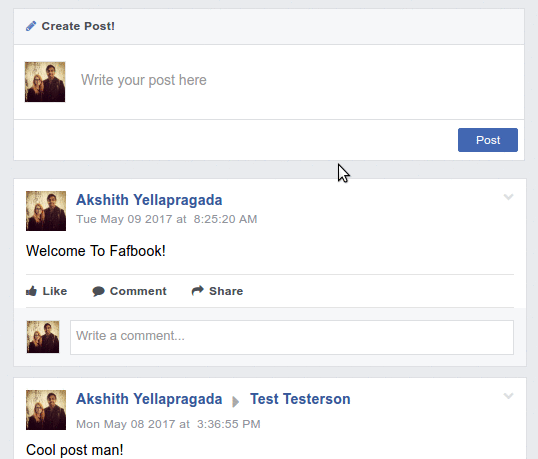 Create Post!
Write your post here
Post
Akshith Yellapragada
Tue May 09 2017 at 8:25:20 AM
Welcome To Fafbook!
Like Comment Share
Write a comment...
Akshith Yellapragada Test Testerson
Mon May 08 2017 at 3:36:55 PM
Cool post man!